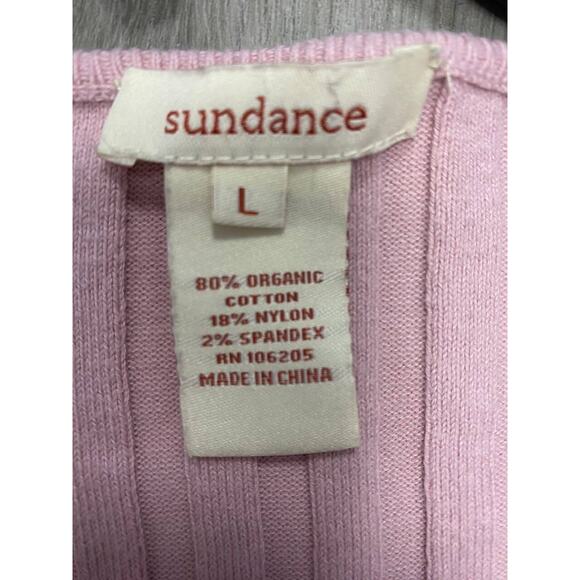 sundance
L
80% ORGANIC
COTTON
18% NYLON
2% SPANDEX
RN 106205
MADE IN CHINA